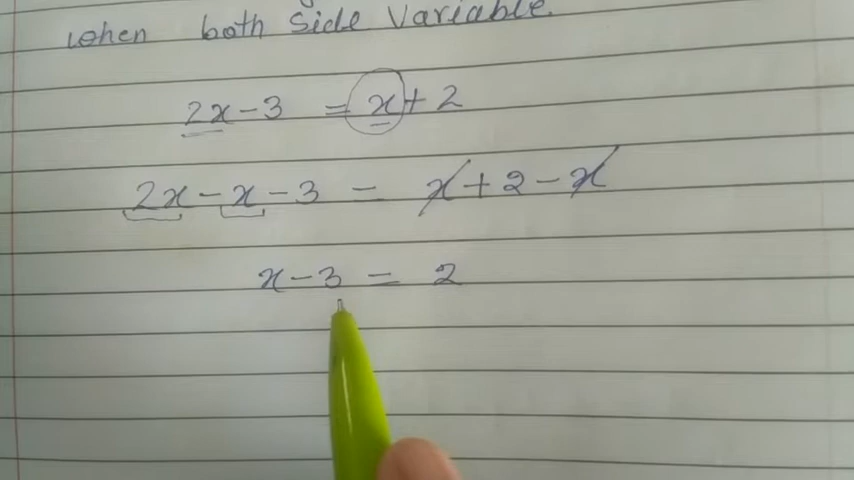 when both side variable.
2x - 3 = x + 2
2x - x - 3 = x + 2 - x
x - 3 = 2